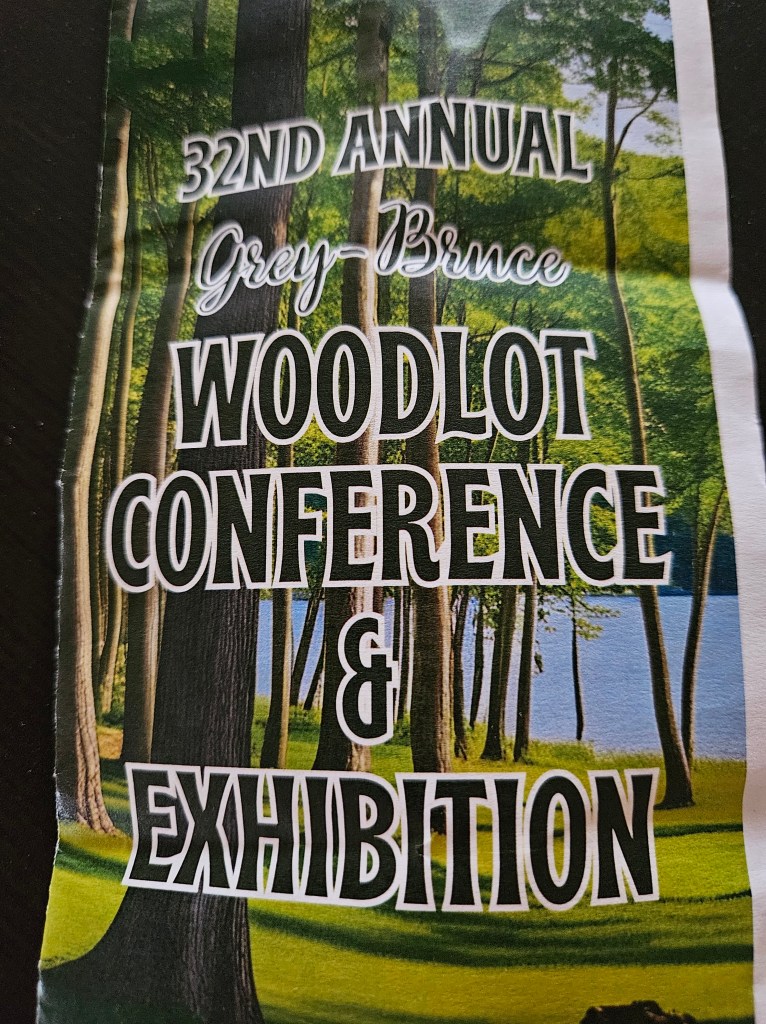 32ND ANNUAL
Grey-Bruce
WOODLOT
CONFERENCE
&
EXHIBITION